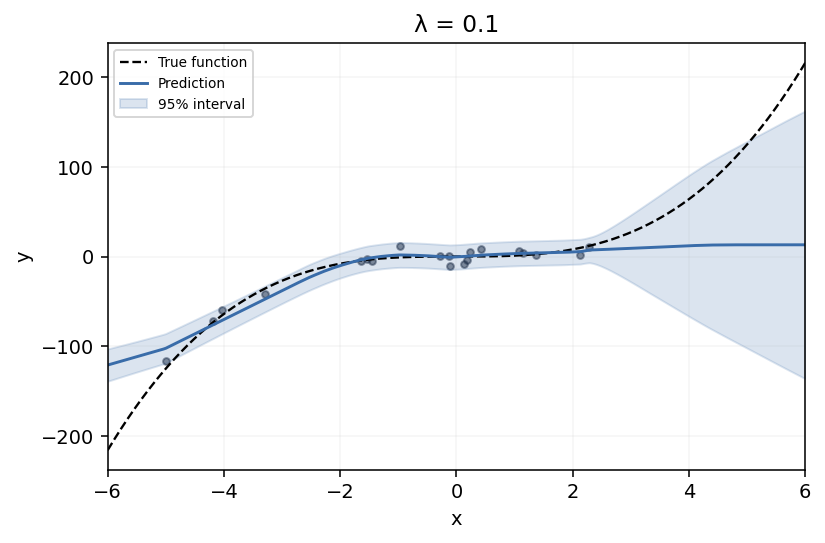 λ = 0.1
True function
Prediction
95% interval
200
100
0
−100
−200
y
−6
−4
−2
0
2
4
6
x